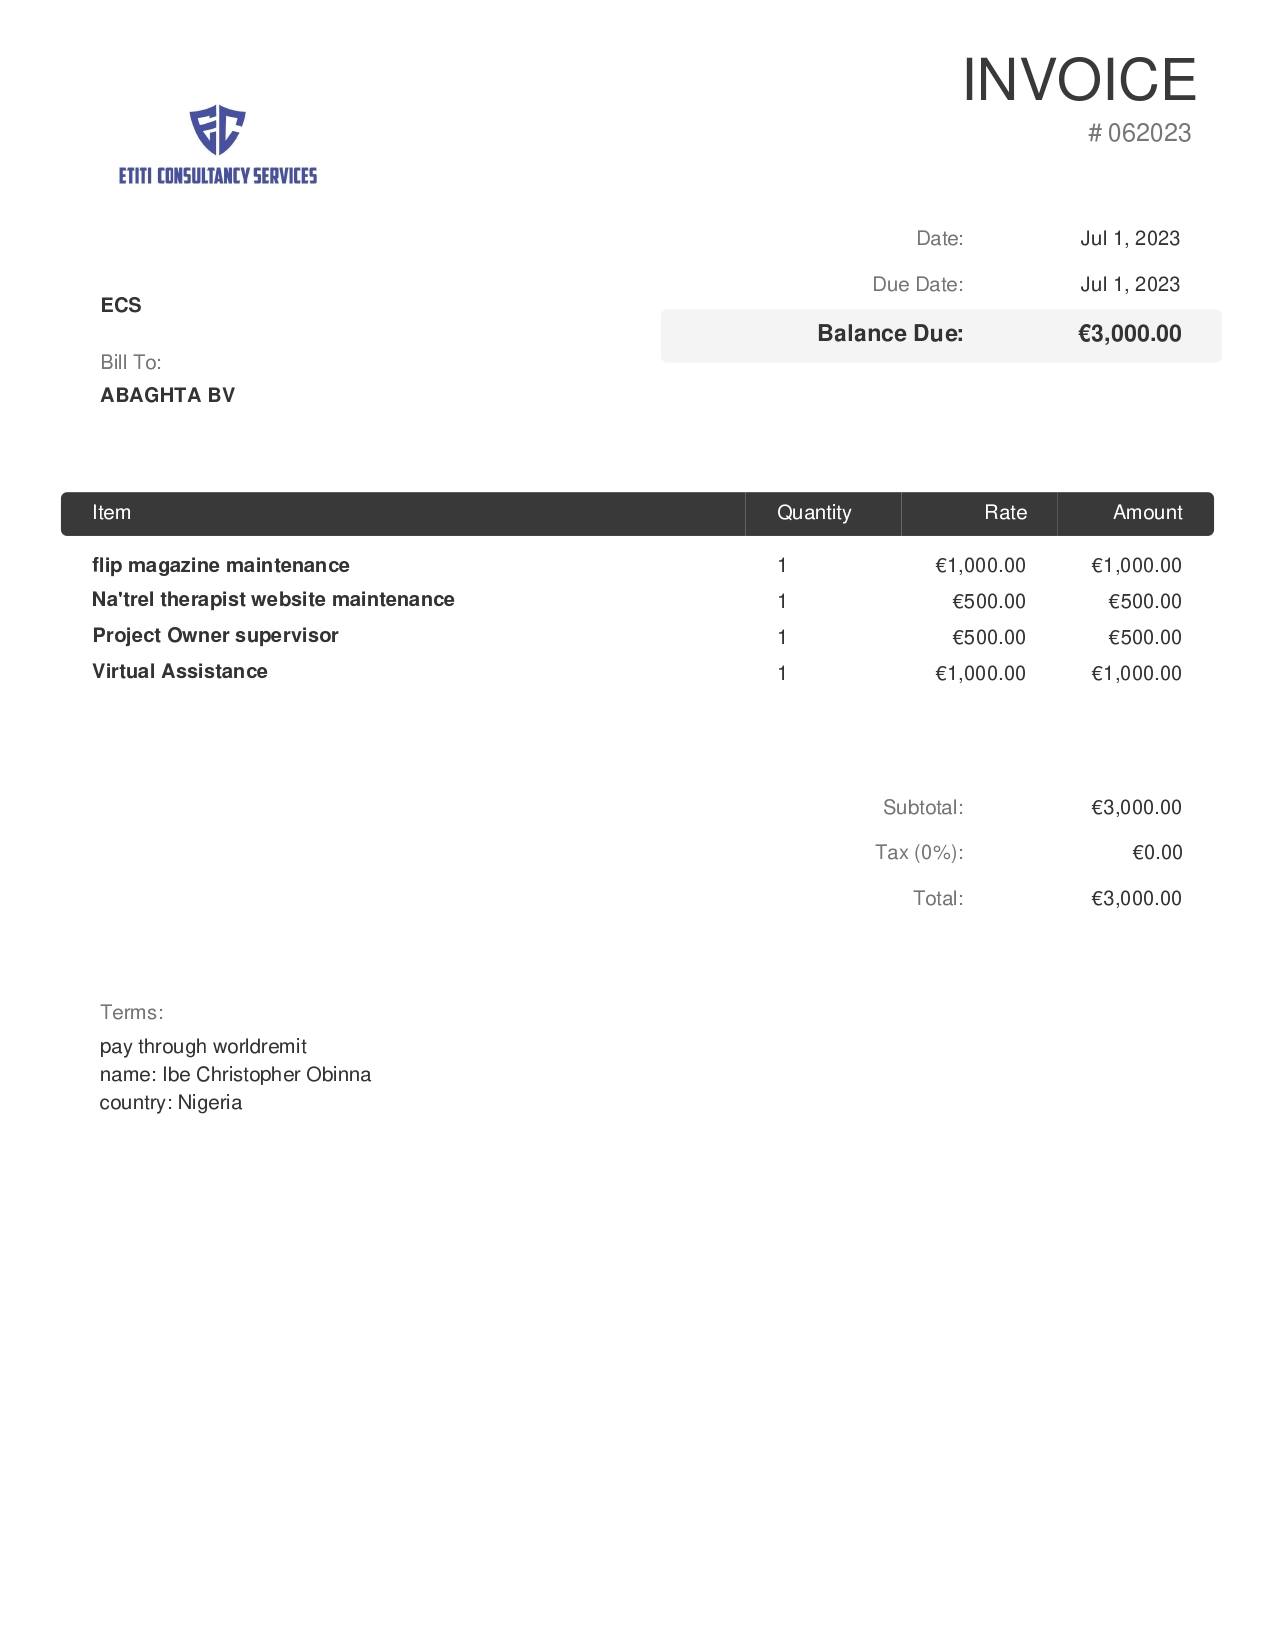 INVOICE
# 062023
EC
ETITI CONSULTANCY SERVICES
Date: Jul 1, 2023
Due Date: Jul 1, 2023
Balance Due: €3,000.00
ECS
Bill To:
ABAGHTA BV
Item Quantity Rate Amount
flip magazine maintenance 1 €1,000.00 €1,000.00
Na'trel therapist website maintenance 1 €500.00 €500.00
Project Owner supervisor 1 €500.00 €500.00
Virtual Assistance 1 €1,000.00 €1,000.00
Subtotal: €3,000.00
Tax (0%): €0.00
Total: €3,000.00
Terms:
pay through worldremit
name: Ibe Christopher Obinna
country: Nigeria